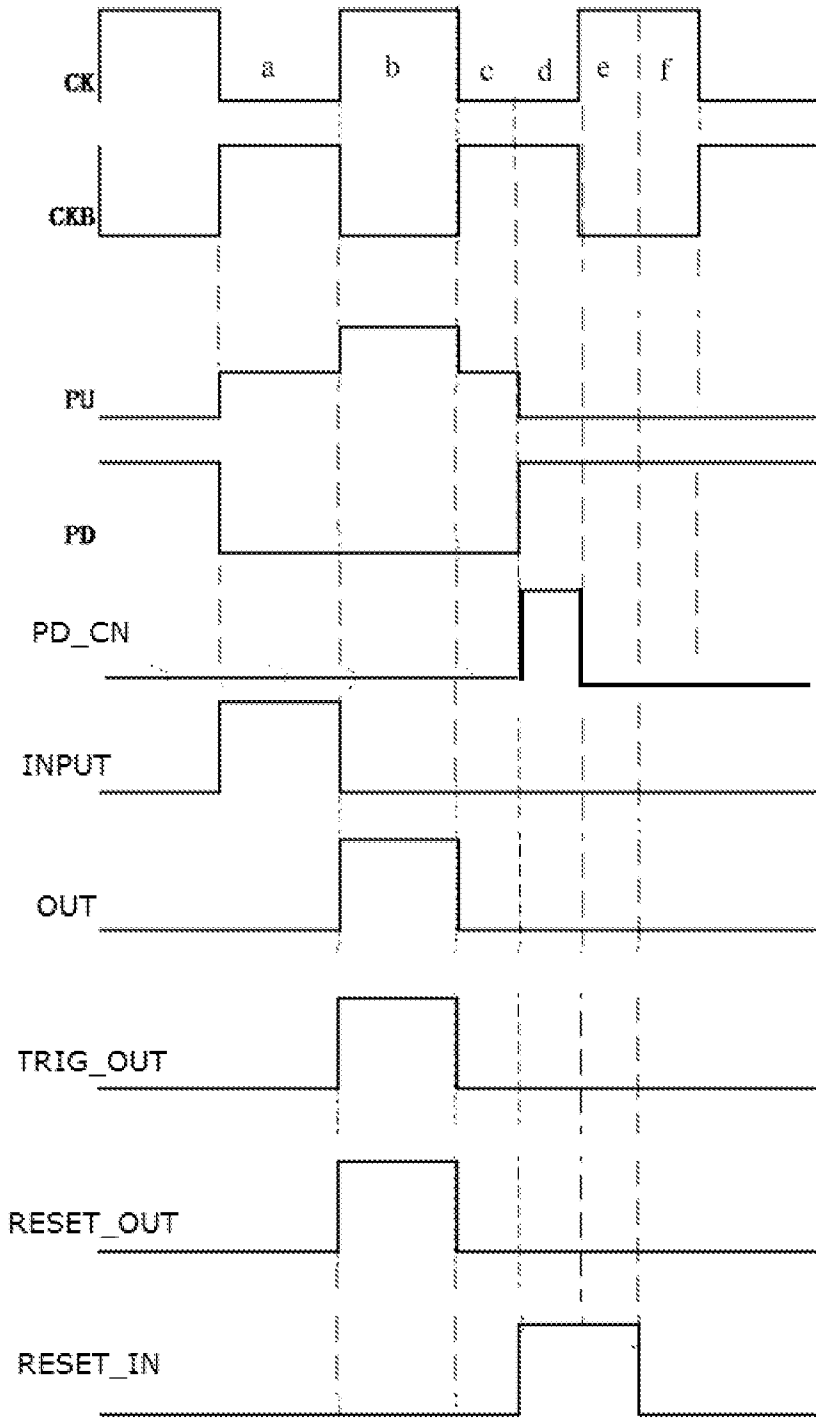 a b c d e f
CK
CKB
PU
PD
PD_CN
INPUT
OUT
TRIG_OUT
RESET_OUT
RESET_IN